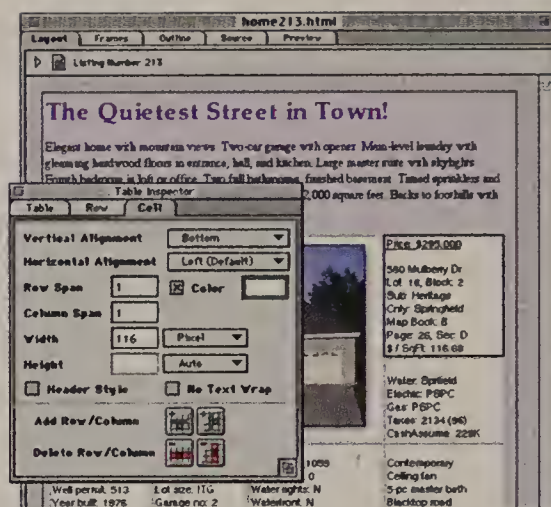 home213.html
Layout Frames Outline Source Preview
Listing Number 213
The Quietest Street in Town!
Elegant home with mountain views. Two-car garage with opener. Main-level laundry with
gleaming hardwood floors in entrance, hall, and kitchen. Large master suite with skylights
Fourth bedroom in loft or office. Two full bathrooms, finished basement. Timed sprinklers and
2,000 square feet. Backs to foothills with
Table Inspector
Table Row Cell
Vertical Alignment Bottom
Horizontal Alignment Left (Default)
Row Span 1 Color
Column Span 1
Width 116 Pixel
Height Auto
Header Style No Text Wrap
Add Row/Column
Delete Row/Column
Price: $295,000
580 Mulberry Dr
Lot: 16, Block: 2
Sub: Heritage
Cnty: Springfield
Map Book: B
Page: 26, Sec: D
$ / SqFt: 116.68
Water: Sprfield
Electric: PSPC
Gas: PSPC
Taxes: 2134 (96)
CashAssume: 229K
1099
0
Contemporary
Ceiling fan
5-pc master bath
Blacktop road
Well permit: 513 Lot size: ITG Water rights: N
Year built: 1976 Garage no: 2 Waterfront: N